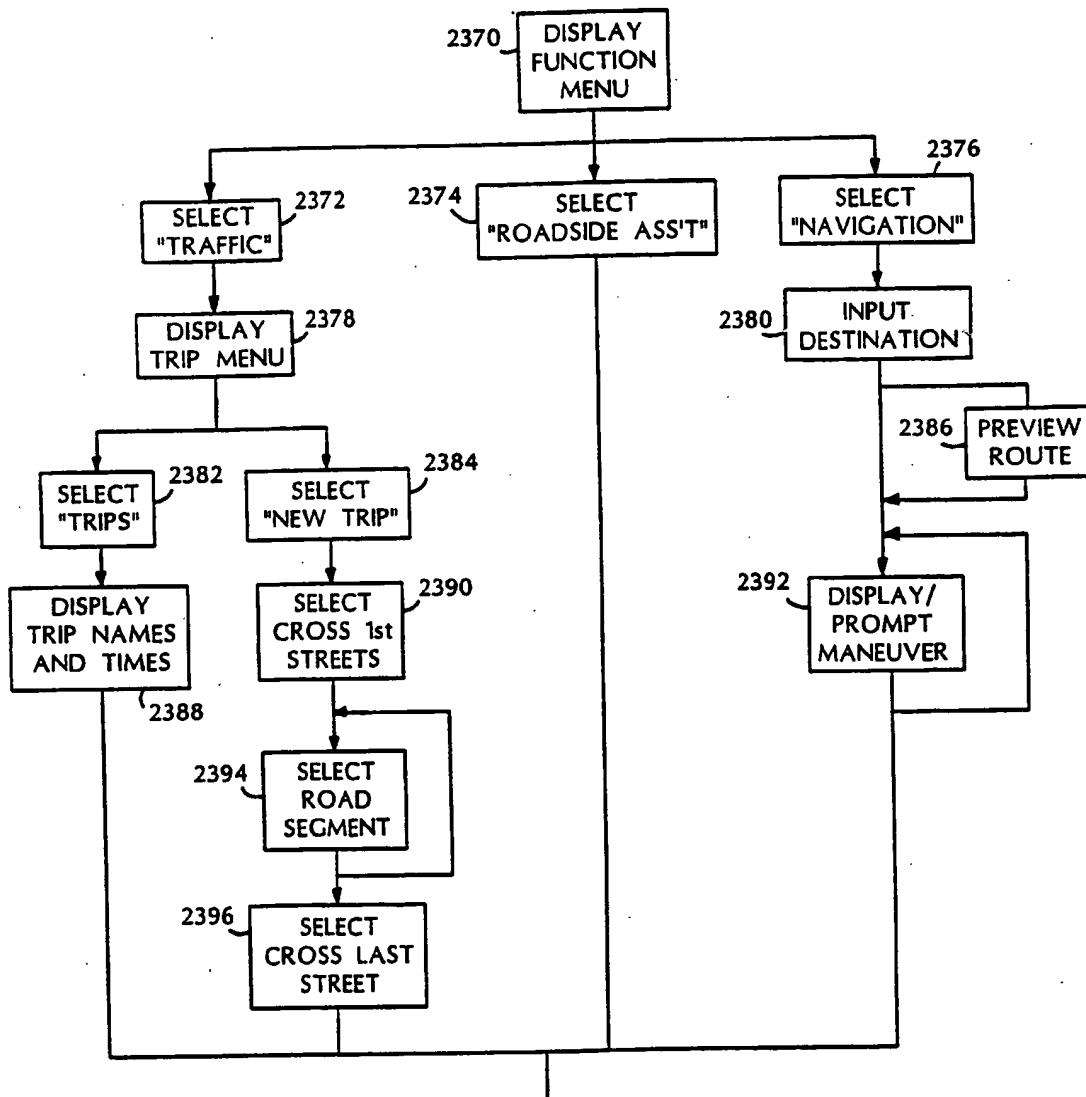 2370
DISPLAY
FUNCTION
MENU
2372
SELECT
"TRAFFIC"
2374
SELECT
"ROADSIDE ASS'T"
2376
SELECT
"NAVIGATION"
DISPLAY
TRIP MENU
2378
2380
INPUT
DESTINATION
2382
SELECT
"TRIPS"
2384
SELECT
"NEW TRIP"
2386
PREVIEW
ROUTE
DISPLAY
TRIP NAMES
AND TIMES
2388
SELECT
CROSS 1st
STREETS
2390
2392
DISPLAY/
PROMPT
MANEUVER
2394
SELECT
ROAD
SEGMENT
2396
SELECT
CROSS LAST
STREET